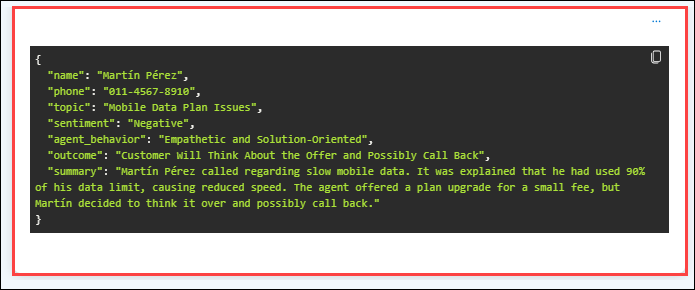 ...
{
  "name": "Martín Pérez",
  "phone": "011-4567-8910",
  "topic": "Mobile Data Plan Issues",
  "sentiment": "Negative",
  "agent_behavior": "Empathetic and Solution-Oriented",
  "outcome": "Customer Will Think About the Offer and Possibly Call Back",
  "summary": "Martín Pérez called regarding slow mobile data. It was explained that he had used 90%
of his data limit, causing reduced speed. The agent offered a plan upgrade for a small fee, but
Martín decided to think it over and possibly call back."
}